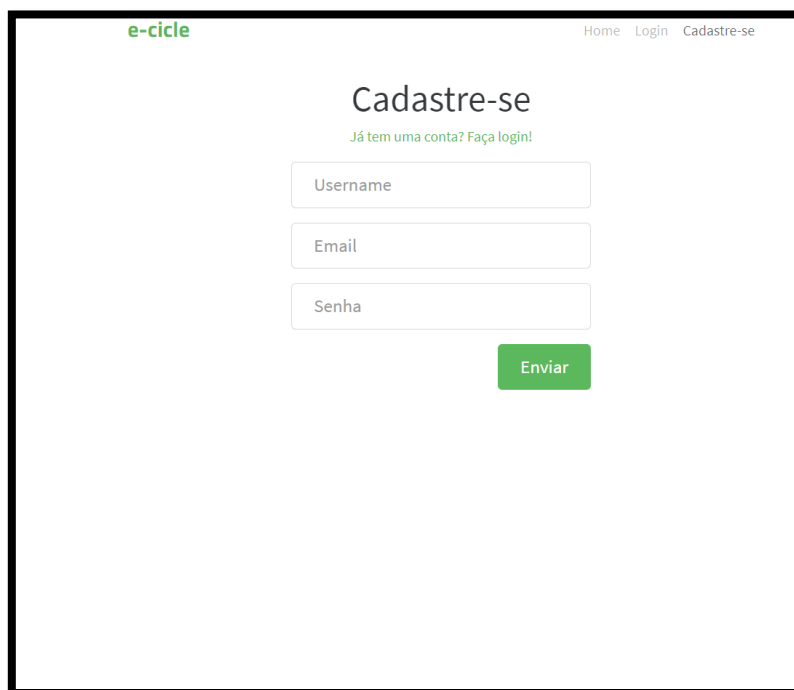 e-cicle
Home Login Cadastre-se
Cadastre-se
Já tem uma conta? Faça login!
Username
Email
Senha
Enviar